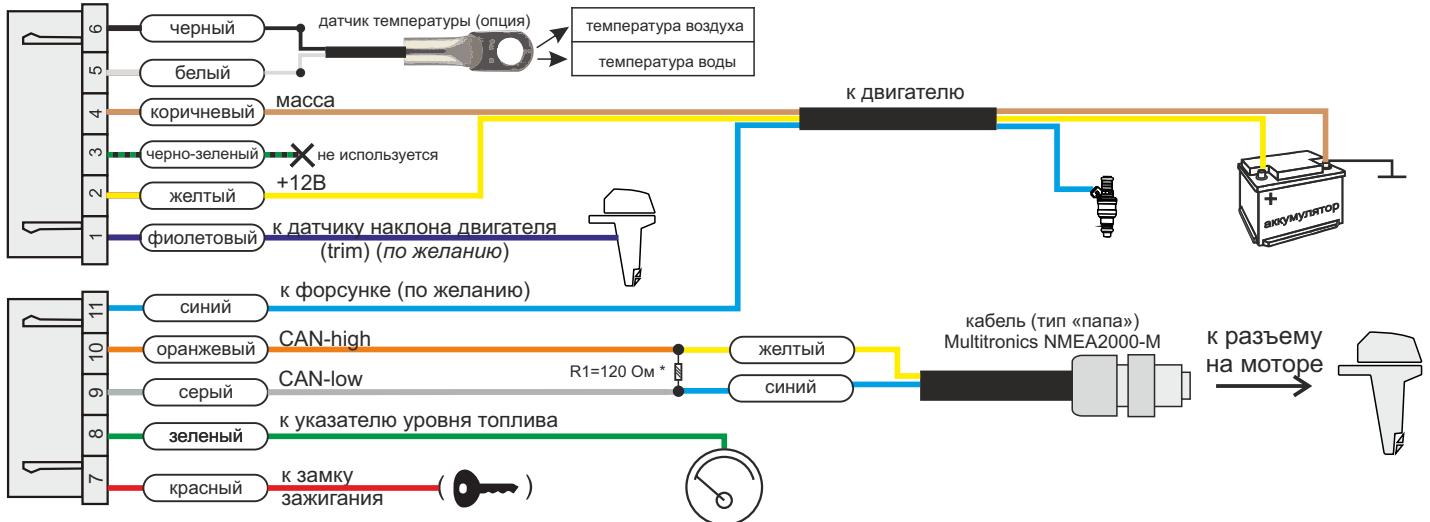 6
черный
датчик температуры (опция)
температура воздуха
температура воды
5
белый
4
коричневый
масса
к двигателю
3
черно-зеленый
не используется
2
желтый
+12В
1
фиолетовый
к датчику наклона двигателя
(trim) (по желанию)
+
аккумулятор
11
синий
к форсунке (по желанию)
10
оранжевый
CAN-high
R1=120 Ом *
желтый
кабель (тип «папа»)
Multitronics NMEA2000-M
к разъему
на моторе
9
серый
CAN-low
синий
8
зеленый
к указателю уровня топлива
7
красный
к замку
зажигания
( )